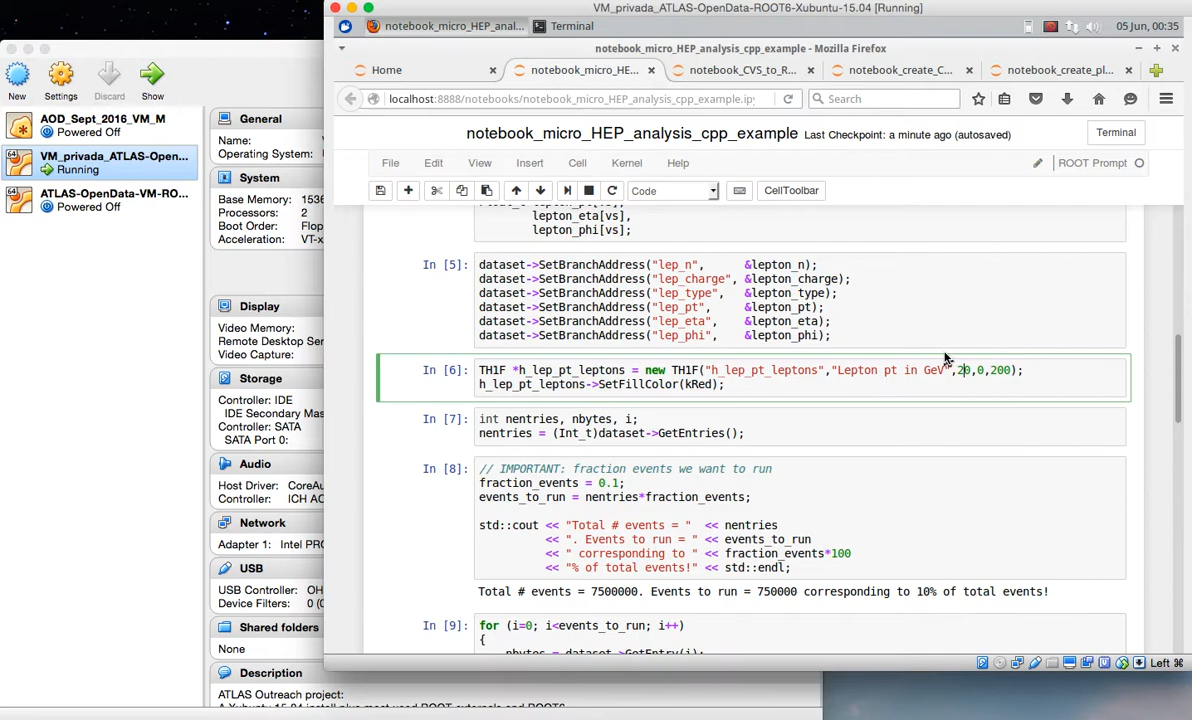 VM_privada_ATLAS-OpenData-ROOT6-Xubuntu-15.04 [Running]
notebook_micro_HEP_anal...
Terminal
05 Jun, 00:35
notebook_micro_HEP_analysis_cpp_example - Mozilla Firefox
Home
notebook_micro_HE...
notebook_CVS_to_R...
notebook_create_C...
notebook_create_pl...
localhost:8888/notebooks/notebook_micro_HEP_analysis_cpp_example.ipy
Search
notebook_micro_HEP_analysis_cpp_example Last Checkpoint: a minute ago (autosaved)
Terminal
File Edit View Insert Cell Kernel Help
ROOT Prompt
Code
CellToolbar
lepton_eta[vs],
lepton_phi[vs];
In [5]:
dataset->SetBranchAddress("lep_n", &lepton_n);
dataset->SetBranchAddress("lep_charge", &lepton_charge);
dataset->SetBranchAddress("lep_type", &lepton_type);
dataset->SetBranchAddress("lep_pt", &lepton_pt);
dataset->SetBranchAddress("lep_eta", &lepton_eta);
dataset->SetBranchAddress("lep_phi", &lepton_phi);
In [6]:
TH1F *h_lep_pt_leptons = new TH1F("h_lep_pt_leptons","Lepton pt in GeV",20,0,200);
h_lep_pt_leptons->SetFillColor(kRed);
In [7]:
int nentries, nbytes, i;
nentries = (Int_t)dataset->GetEntries();
In [8]:
// IMPORTANT: fraction events we want to run
fraction_events = 0.1;
events_to_run = nentries*fraction_events;
std::cout << "Total # events = " << nentries
<< ". Events to run = " << events_to_run
<< " corresponding to " << fraction_events*100
<< "% of total events!" << std::endl;
Total # events = 7500000. Events to run = 750000 corresponding to 10% of total events!
In [9]:
for (i=0; i<events_to_run; i++)
{
nbytes = dataset->GetEntry(i);
Left ⌘
New
Settings
Discard
Show
AOD_Sept_2016_VM_M
Powered Off
VM_privada_ATLAS-Open...
Running
ATLAS-OpenData-VM-RO...
Powered Off
General
Name:
Operating System:
System
Base Memory: 1536
Processors: 2
Boot Order: Flop
Acceleration: VT-x
Display
Video Memory:
Remote Desktop Ser
Video Capture:
Storage
Controller: IDE
IDE Secondary Mas
Controller: SATA
SATA Port 0:
Audio
Host Driver: CoreAu
Controller: ICH AC
Network
Adapter 1: Intel PRO
USB
USB Controller: OH
Device Filters: 0 (0
Shared folders
None
Description
ATLAS Outreach project: